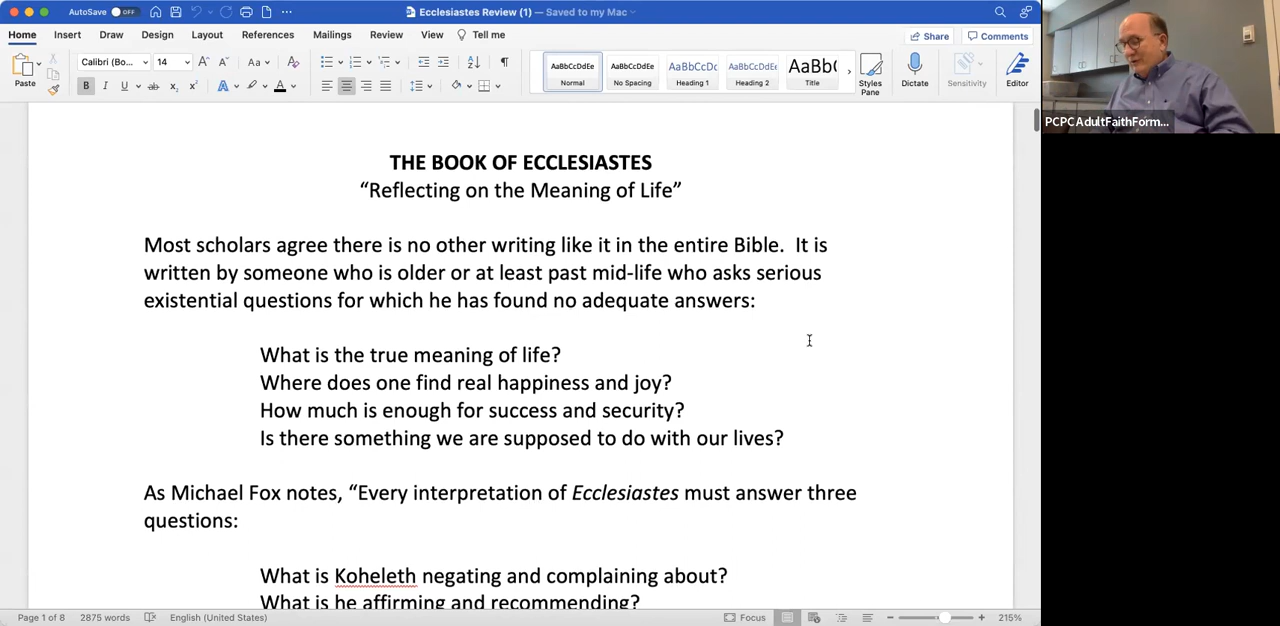 AutoSave OFF
Ecclesiastes Review (1) — Saved to my Mac
Home Insert Draw Design Layout References Mailings Review View Tell me
Share Comments
Calibri (Bo... 14
Paste
AaBbCcDdEe AaBbCcDdEe AaBbCcDc AaBbCcDdEe AaBb(
Normal No Spacing Heading 1 Heading 2 Title
Styles Pane
Dictate
Sensitivity
Editor
PCPCAdultFaithForm...
THE BOOK OF ECCLESIASTES
“Reflecting on the Meaning of Life”
Most scholars agree there is no other writing like it in the entire Bible. It is
written by someone who is older or at least past mid-life who asks serious
existential questions for which he has found no adequate answers:
What is the true meaning of life?
Where does one find real happiness and joy?
How much is enough for success and security?
Is there something we are supposed to do with our lives?
As Michael Fox notes, “Every interpretation of Ecclesiastes must answer three
questions:
What is Koheleth negating and complaining about?
What is he affirming and recommending?
Page 1 of 8 2875 words English (United States) Focus 215%